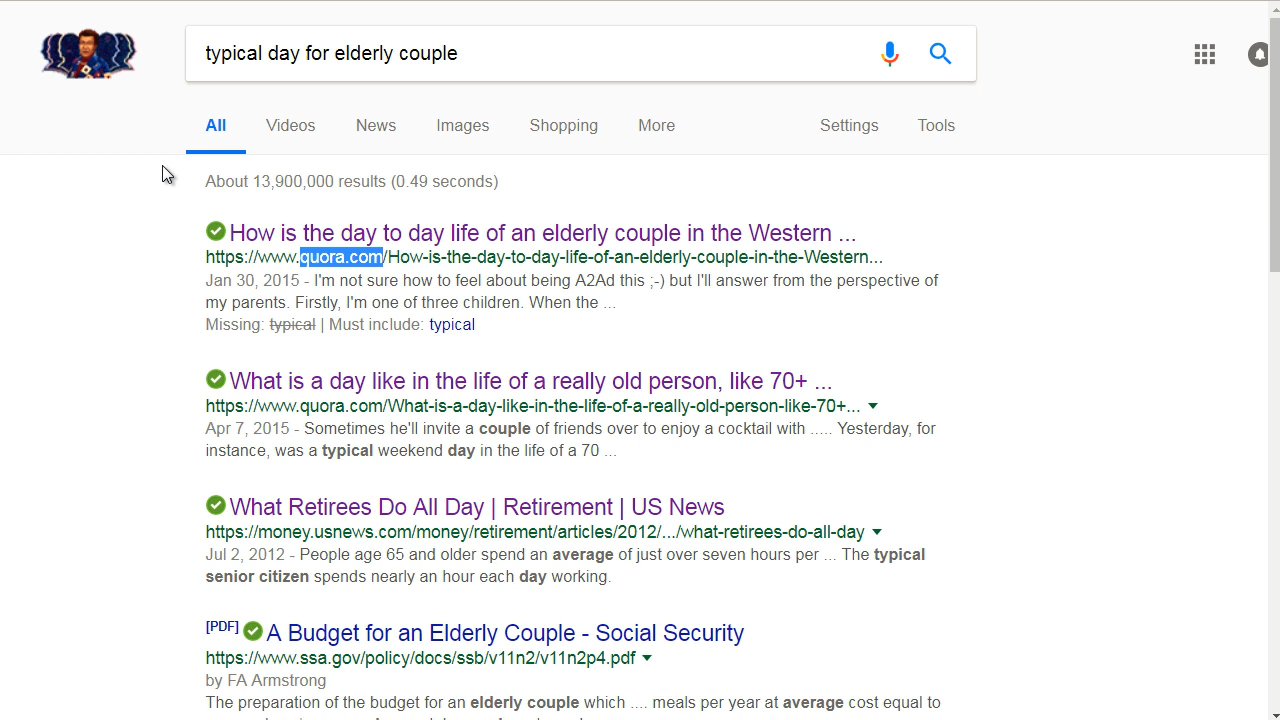 typical day for elderly couple
All Videos News Images Shopping More Settings Tools
About 13,900,000 results (0.49 seconds)
How is the day to day life of an elderly couple in the Western ...
https://www.quora.com/How-is-the-day-to-day-life-of-an-elderly-couple-in-the-Western...
Jan 30, 2015 - I'm not sure how to feel about being A2Ad this ;-) but I'll answer from the perspective of
my parents. Firstly, I'm one of three children. When the ...
Missing: typical | Must include: typical
What is a day like in the life of a really old person, like 70+ ...
https://www.quora.com/What-is-a-day-like-in-the-life-of-a-really-old-person-like-70+...
Apr 7, 2015 - Sometimes he'll invite a couple of friends over to enjoy a cocktail with ..... Yesterday, for
instance, was a typical weekend day in the life of a 70 ...
What Retirees Do All Day | Retirement | US News
https://money.usnews.com/money/retirement/articles/2012/.../what-retirees-do-all-day
Jul 2, 2012 - People age 65 and older spend an average of just over seven hours per ... The typical
senior citizen spends nearly an hour each day working.
[PDF] A Budget for an Elderly Couple - Social Security
https://www.ssa.gov/policy/docs/ssb/v11n2/v11n2p4.pdf
by FA Armstrong
The preparation of the budget for an elderly couple which .... meals per year at average cost equal to